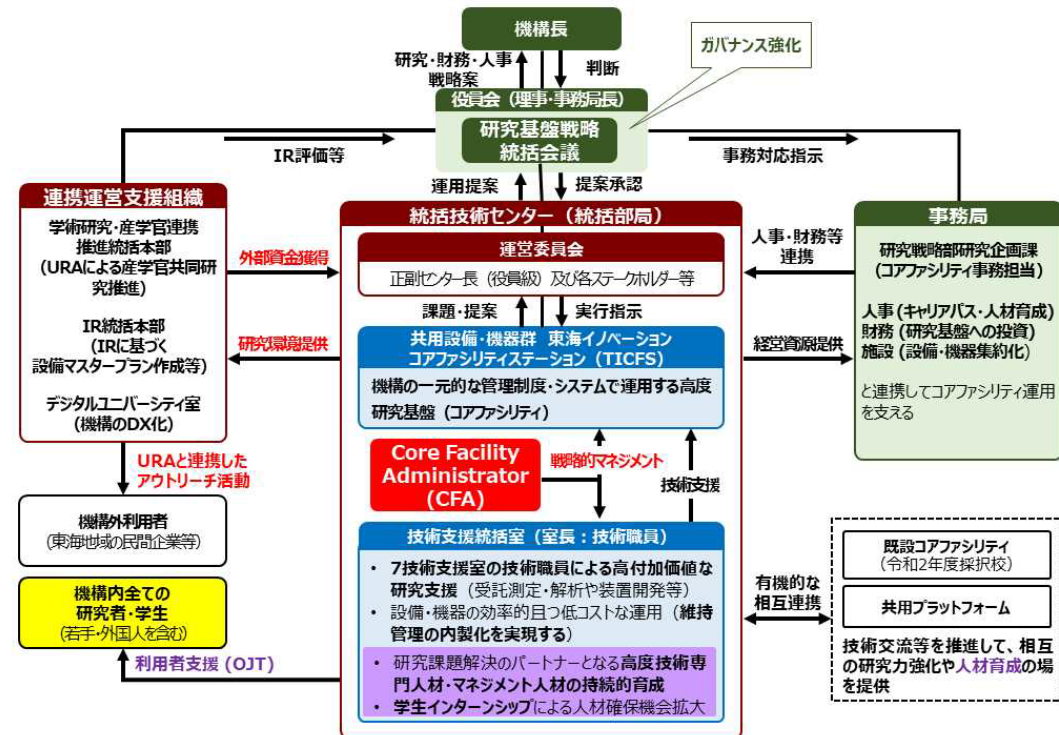 機構長
ガバナンス強化
研究・財務・人事
戦略案
判断
役員会（理事・事務局長）
研究基盤戦略
統括会議
IR評価等
事務対応指示
運用提案
提案承認
連携運営支援組織
学術研究・産学官連携
推進統括本部
（URAによる産学官共同研
究推進）
IR統括本部
（IRに基づく
設備マスタープラン作成等）
デジタルユニバーシティ室
（機構のDX化）
外部資金獲得
研究環境提供
統括技術センター（統括部局）
運営委員会
正副センター長（役員級）及び各ステークホルダー等
課題・提案
実行指示
共用設備・機器群 東海イノベーション
コアファシリティステーション（TICFS）
機構の一元的な管理制度・システムで運用する高度
研究基盤（コアファシリティ）
人事・財務等
連携
経営資源提供
事務局
研究戦略部研究企画課
（コアファシリティ事務担当）
人事（キャリアパス・人材育成）
財務（研究基盤への投資）
施設（設備・機器集約化）
と連携してコアファシリティ運用
を支える
Core Facility
Administrator
（CFA）
戦略的マネジメント
技術支援
URAと連携した
アウトリーチ活動
機構外利用者
（東海地域の民間企業等）
機構内全ての
研究者・学生
（若手・外国人を含む）
利用者支援（OJT）
技術支援統括室（室長：技術職員）
• 7技術支援室の技術職員による高付加価値な
研究支援（受託測定・解析や装置開発等）
• 設備・機器の効率的且つ低コストな運用（維持
管理の内製化を実現する）
• 研究課題解決のパートナーとなる高度技術専
門人材・マネジメント人材の持続的育成
• 学生インターンシップによる人材確保機会拡大
有機的な
相互連携
既設コアファシリティ
（令和2年度採択校）
共用プラットフォーム
技術交流等を推進して、相互
の研究力強化や人材育成の場
を提供